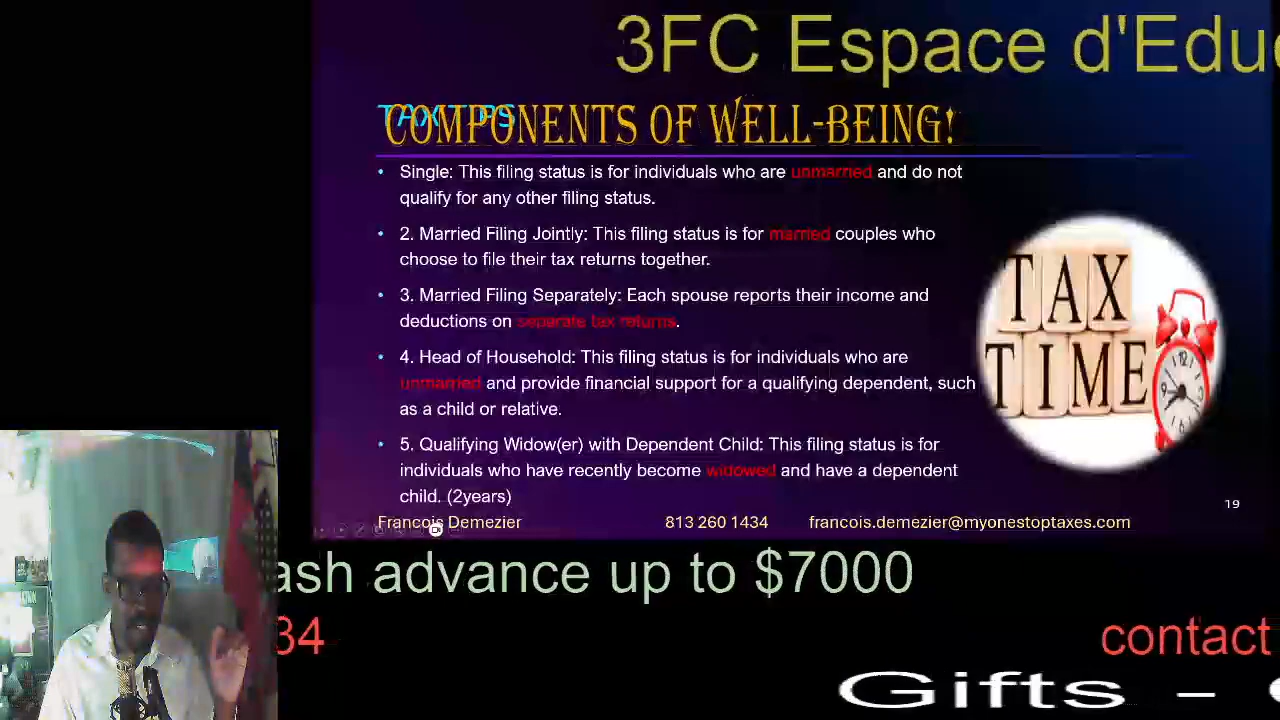 3FC Espace d'Edu
TAX TIPS
COMPONENTS OF WELL-BEING!
• Single: This filing status is for individuals who are unmarried and do not
qualify for any other filing status.
• 2. Married Filing Jointly: This filing status is for married couples who
choose to file their tax returns together.
• 3. Married Filing Separately: Each spouse reports their income and
deductions on separate tax returns.
• 4. Head of Household: This filing status is for individuals who are
unmarried and provide financial support for a qualifying dependent, such
as a child or relative.
• 5. Qualifying Widow(er) with Dependent Child: This filing status is for
individuals who have recently become widowed and have a dependent
child. (2years)
TAX
TIME
19
Francois Demezier 813 260 1434 francois.demezier@myonestoptaxes.com
ash advance up to $7000
34 contact
Gifts -